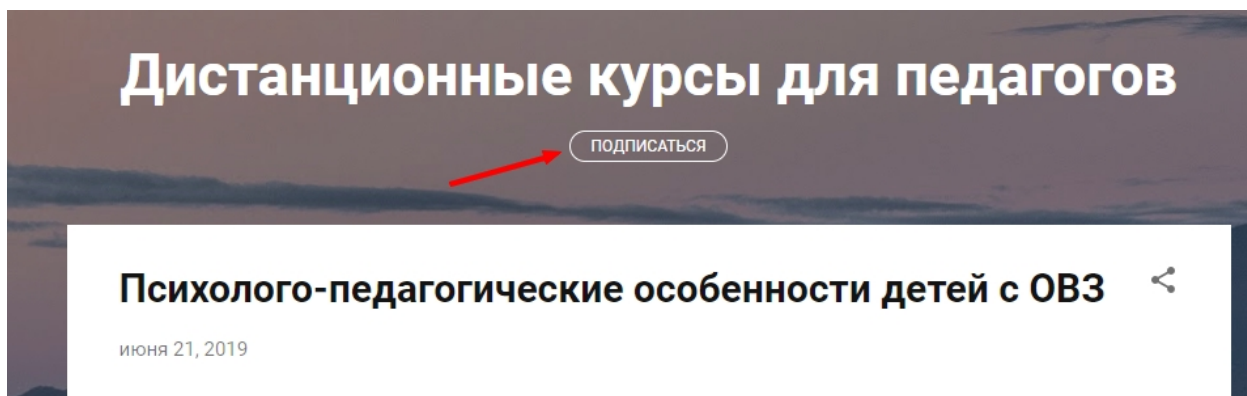 Дистанционные курсы для педагогов
ПОДПИСАТЬСЯ
Психолого-педагогические особенности детей с ОВЗ
июня 21, 2019